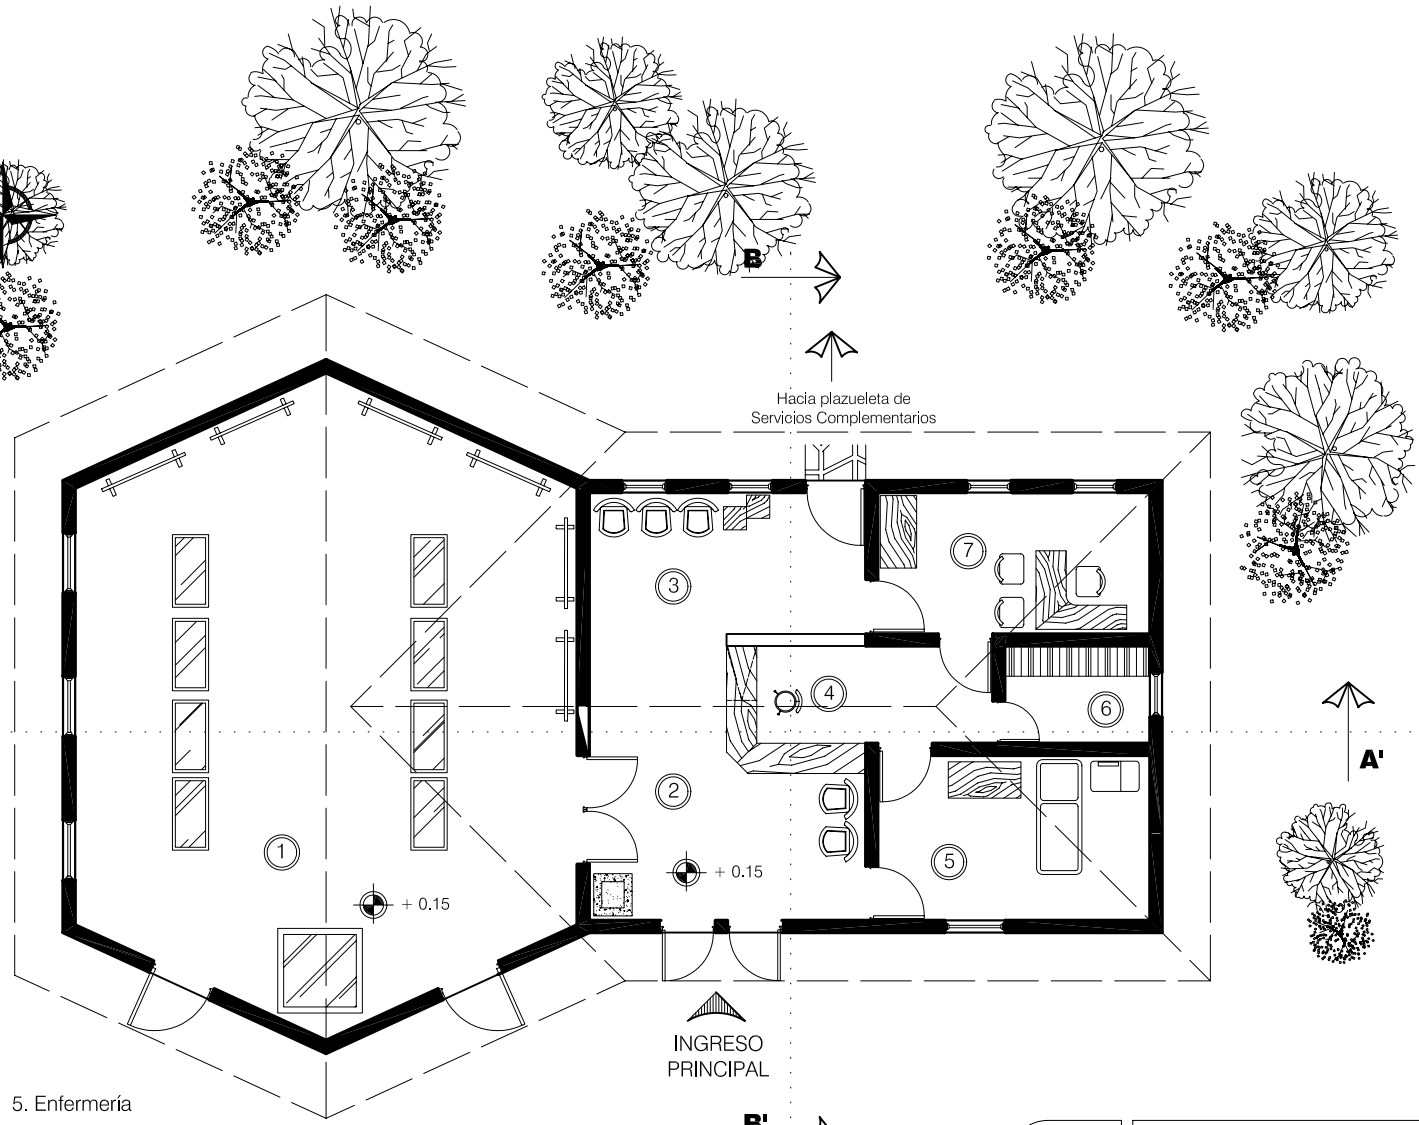 B
Hacia plazueleta de
Servicios Complementarios
7
3
4
6
A'
2
1
5
+ 0.15
+ 0.15
INGRESO
PRINCIPAL
5. Enfermería
B'